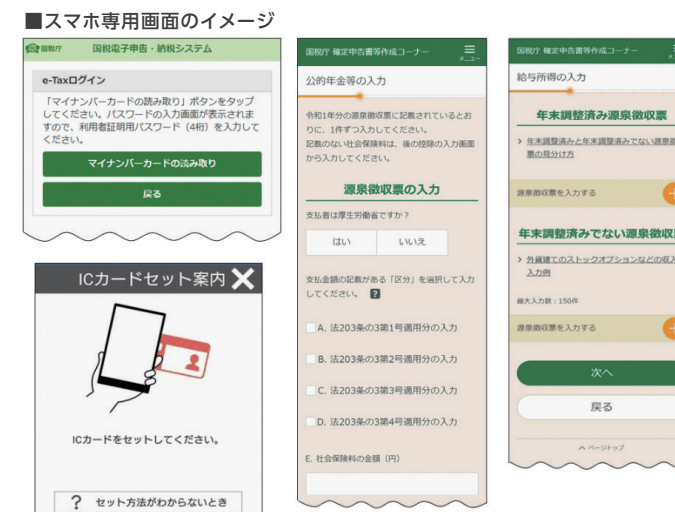 ■スマホ専用画面のイメージ
国税庁 国税電子申告・納税システム
e-Taxログイン
「マイナンバーカードの読み取り」ボタンをタップ
してください。パスワードの入力画面が表示されま
すので、利用者証明用パスワード（4桁）を入力して
ください。
マイナンバーカードの読み取り
戻る
ICカードセット案内
ICカードをセットしてください。
? セット方法がわからないとき
国税庁 確定申告書等作成コーナー
メニュー
公的年金等の入力
令和1年分の源泉徴収票に記載されているとお
りに、1件ずつ入力してください。
記載のない社会保険料は、後の控除の入力画面
から入力してください。
源泉徴収票の入力
支払者は厚生労働省ですか？
はい いいえ
支払金額の記載がある「区分」を選択して入力
してください。 ?
A. 法203条の3第1号適用分の入力
B. 法203条の3第2号適用分の入力
C. 法203条の3第3号適用分の入力
D. 法203条の3第4号適用分の入力
E. 社会保険料の金額（円）
国税庁 確定申告書等作成コーナー
給与所得の入力
年末調整済み源泉徴収票
年末調整済みと年末調整済みでない源泉徴
票の見分け方
源泉徴収票を入力する
年末調整済みでない源泉徴収
外貨建てのストックオプションなどの収入
入力例
最大入力数：150件
源泉徴収票を入力する
次へ
戻る
ページトップ